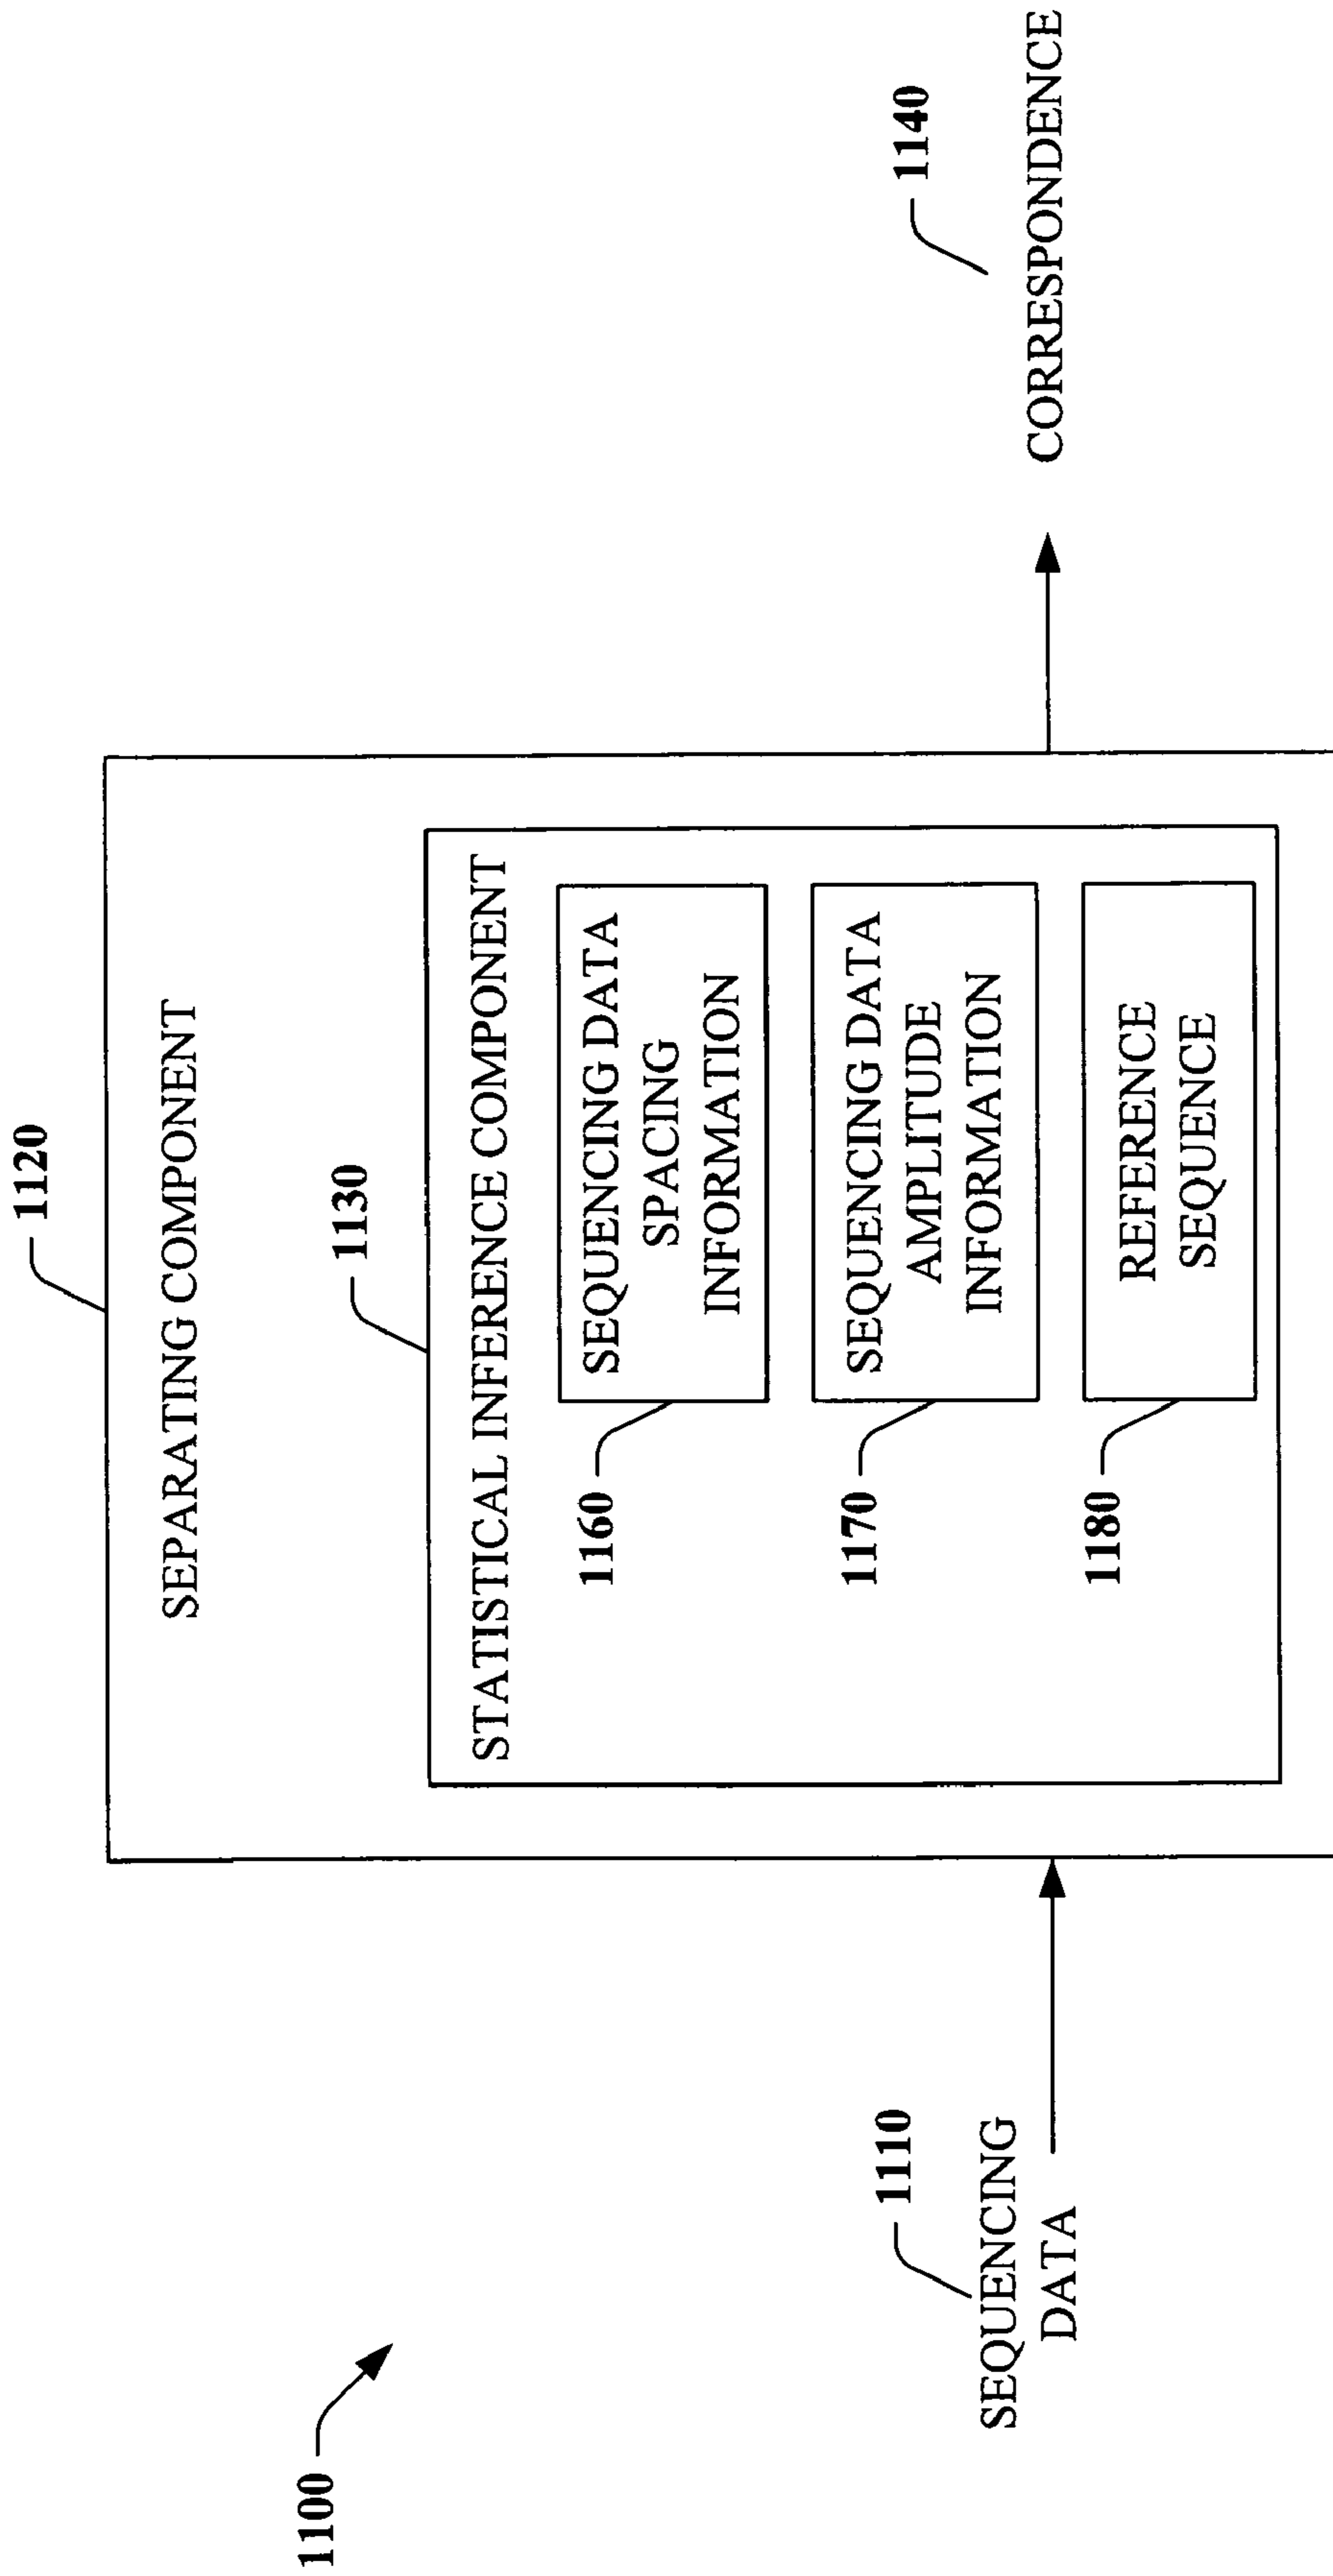 1100
1120
SEPARATING COMPONENT
1130
STATISTICAL INFERENCE COMPONENT
1160
SEQUENCING DATA
SPACING
INFORMATION
1170
SEQUENCING DATA
AMPLITUDE
INFORMATION
1180
REFERENCE
SEQUENCE
1110
SEQUENCING
DATA
1140
CORRESPONDENCE